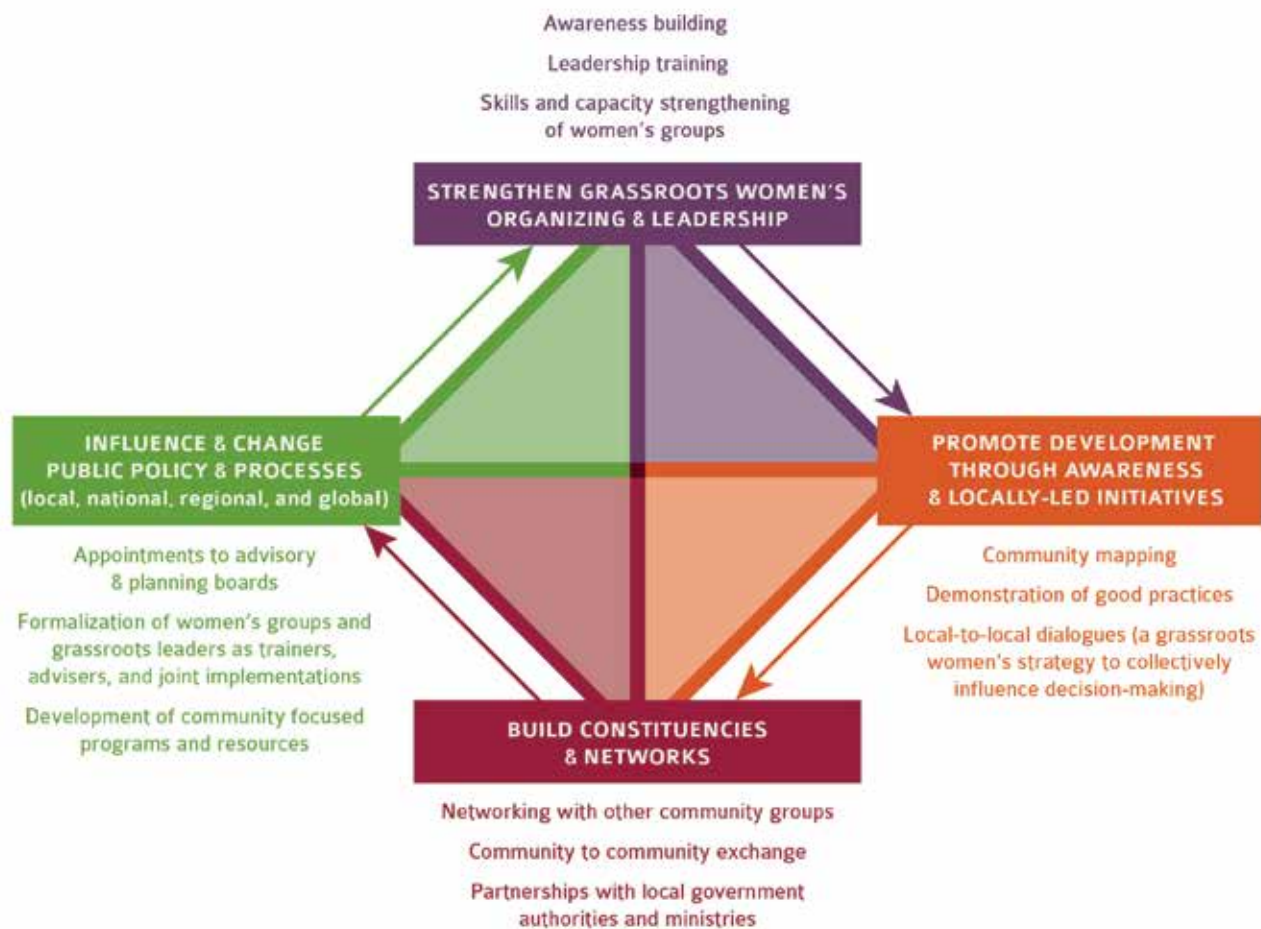 Awareness building
Leadership training
Skills and capacity strengthening
of women's groups
STRENGTHEN GRASSROOTS WOMEN'S
ORGANIZING & LEADERSHIP
INFLUENCE & CHANGE
PUBLIC POLICY & PROCESSES
(local, national, regional, and global)
Appointments to advisory
& planning boards
Formalization of women's groups and
grassroots leaders as trainers,
advisers, and joint implementations
Development of community focused
programs and resources
PROMOTE DEVELOPMENT
THROUGH AWARENESS
& LOCALLY-LED INITIATIVES
Community mapping
Demonstration of good practices
Local-to-local dialogues (a grassroots
women's strategy to collectively
influence decision-making)
BUILD CONSTITUENCIES
& NETWORKS
Networking with other community groups
Community to community exchange
Partnerships with local government
authorities and ministries